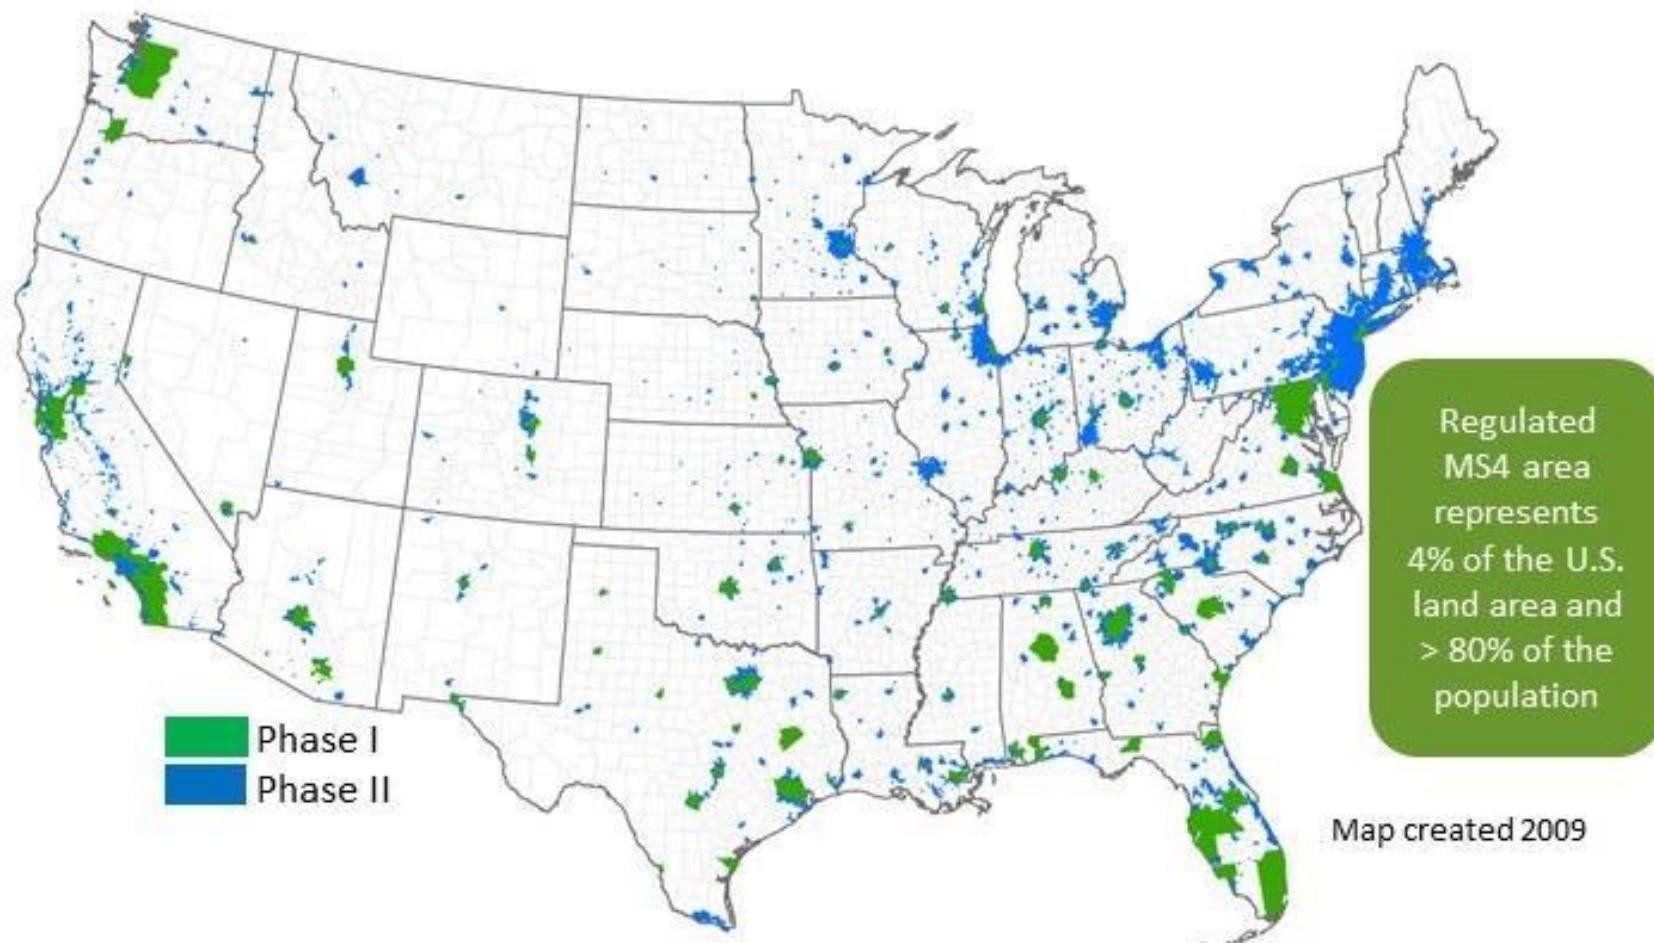 Regulated
MS4 area
represents
4% of the U.S.
land area and
> 80% of the
population
Phase I
Phase II
Map created 2009